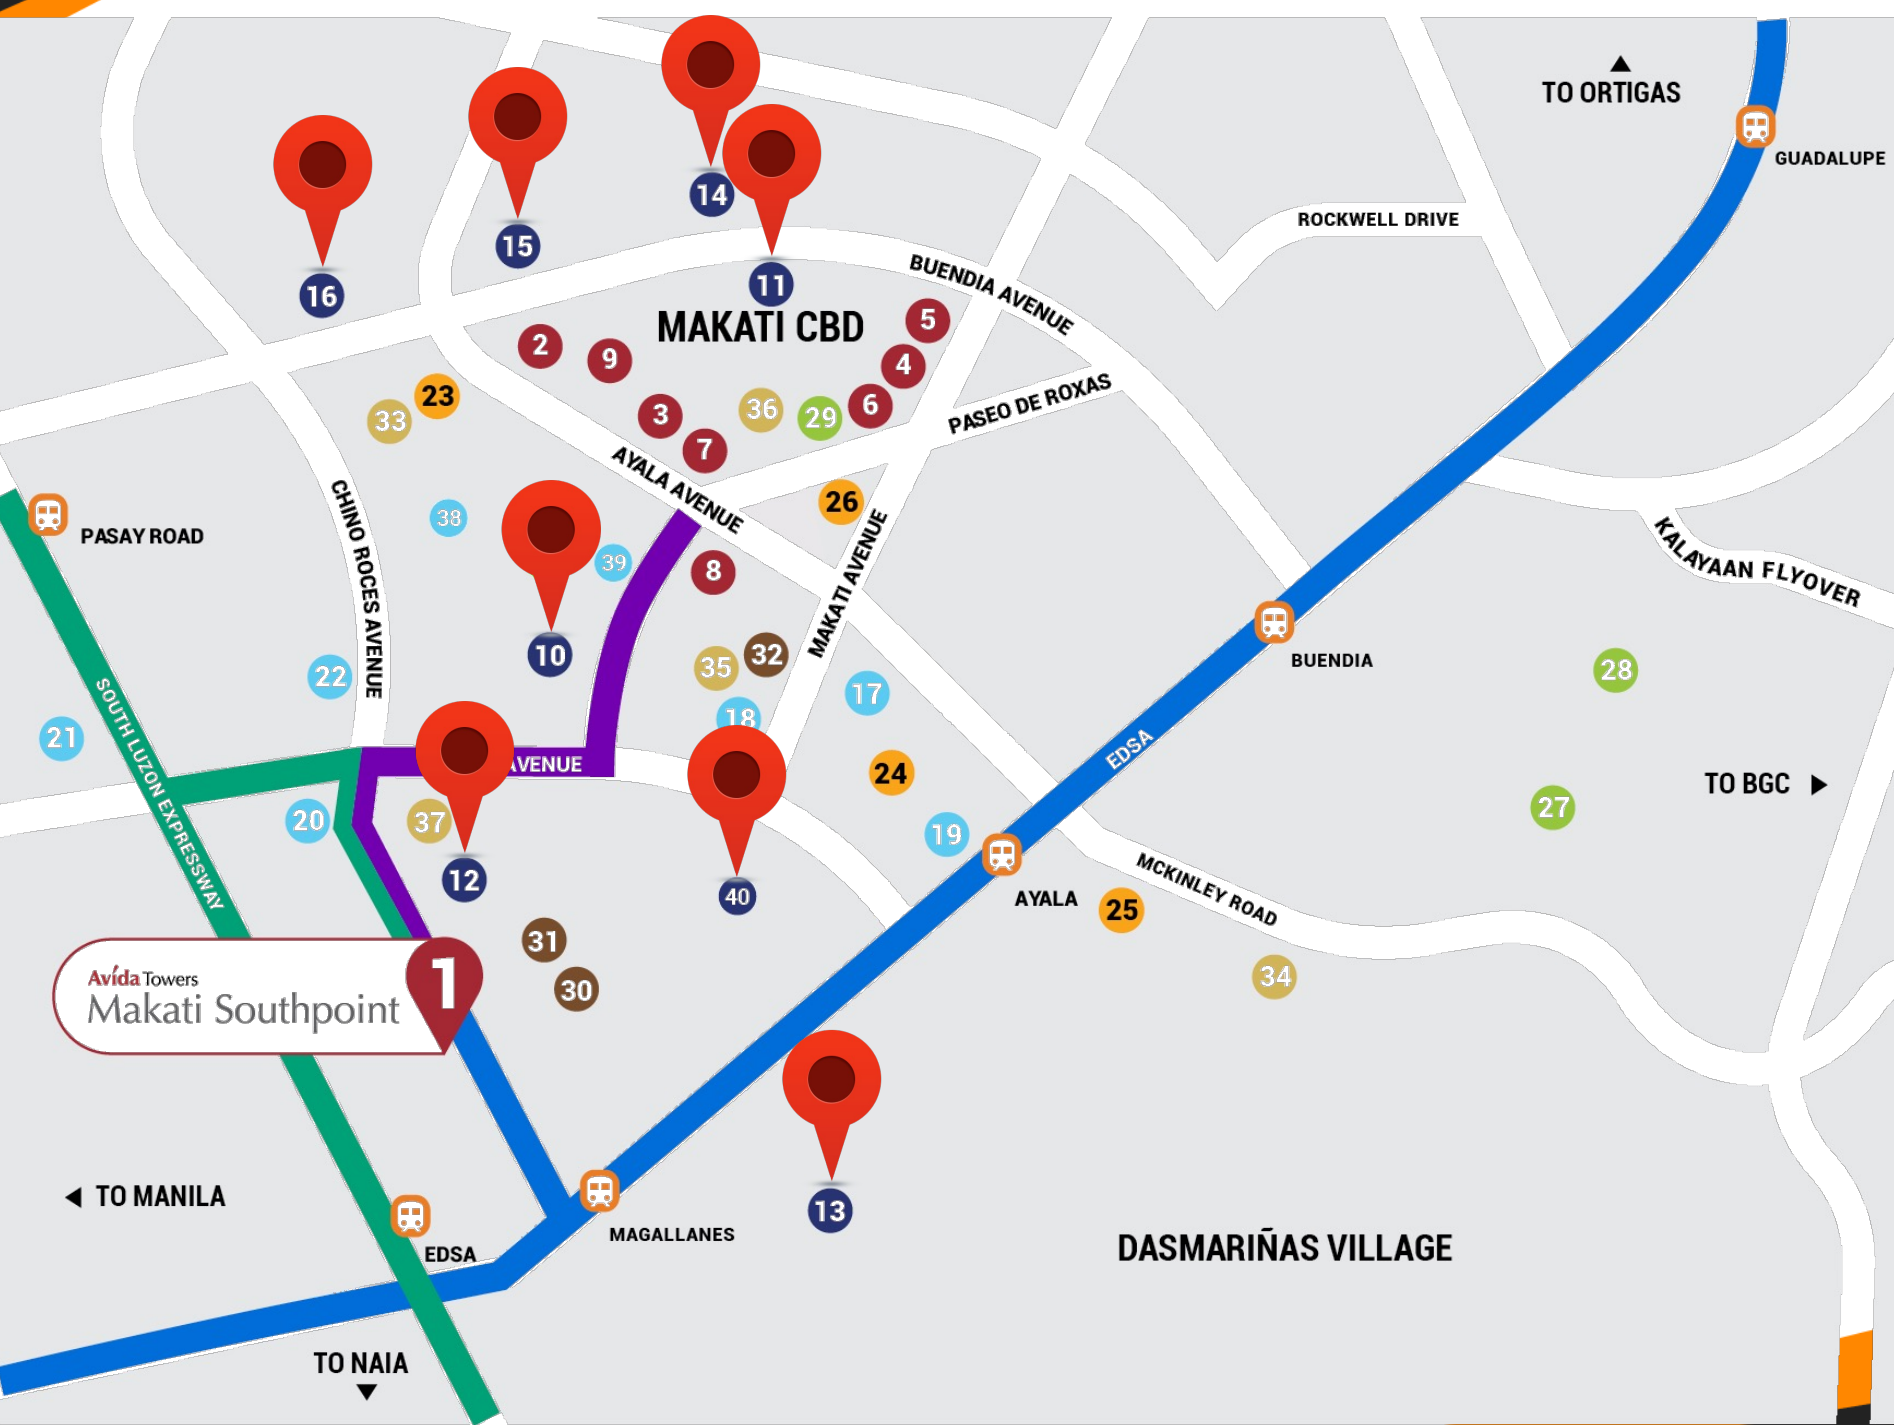 TO ORTIGAS
GUADALUPE
14
ROCKWELL DRIVE
15
16
11
BUENDIA AVENUE
MAKATI CBD
5
2
9
4
PASEO DE ROXAS
23
33
3
36
29
6
7
AYALA AVENUE
26
PASAY ROAD
CHINO ROCES AVENUE
38
39
8
MAKATI AVENUE
KALAYAAN FLYOVER
10
35
32
BUENDIA
28
22
17
18
21
SOUTH LUZON EXPRESSWAY
AVENUE
EDSA
24
TO BGC
27
20
37
19
12
40
AYALA
25
MCKINLEY ROAD
31
30
34
Avida Towers
Makati Southpoint
1
TO MANILA
13
EDSA
MAGALLANES
DASMARIÑAS VILLAGE
TO NAIA